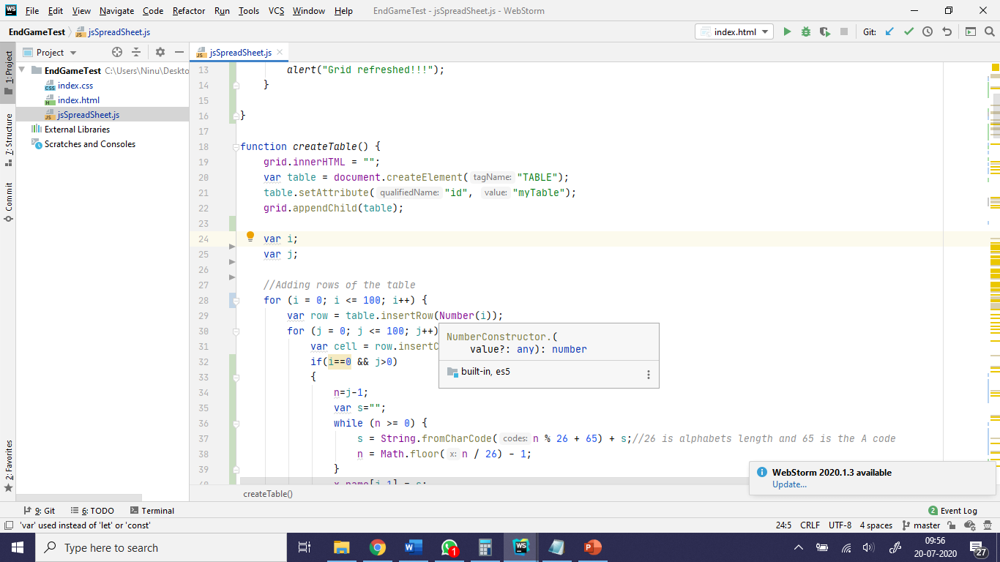 WS File Edit View Navigate Code Refactor Run Tools VCS Window Help EndGameTest - jsSpreadSheet.js - WebStorm
EndGameTest jsSpreadSheet.js index.html Git:
1: Project
7: Structure
Commit
2: Favorites
Project
EndGameTest C:\Users\Ninu\Deskto
index.css
index.html
jsSpreadSheet.js
External Libraries
Scratches and Consoles
jsSpreadSheet.js
13 alert("Grid refreshed!!!");
14 }
15
16 }
17
18 function createTable() {
19 grid.innerHTML = "";
20 var table = document.createElement( tagName: "TABLE");
21 table.setAttribute( qualifiedName: "id", value: "myTable");
22 grid.appendChild(table);
23
24 var i;
25 var j;
26
27 //Adding rows of the table
28 for (i = 0; i <= 100; i++) {
29 var row = table.insertRow(Number(i));
30 for (j = 0; j <= 100; j++)
31 var cell = row.insertC
32 if(i==0 && j>0)
33 {
34 n=j-1;
35 var s="";
36 while (n >= 0) {
37 s = String.fromCharCode( codes: n % 26 + 65) + s;//26 is alphabets length and 65 is the A code
38 n = Math.floor( x: n / 26) - 1;
39 }
NumberConstructor.(
value?: any): number
built-in, es5
WebStorm 2020.1.3 available
Update...
createTable()
9: Git 6: TODO Terminal 2 Event Log
'var' used instead of 'let' or 'const' 24:5 CRLF UTF-8 4 spaces master
Type here to search
1
09:56
20-07-2020
27